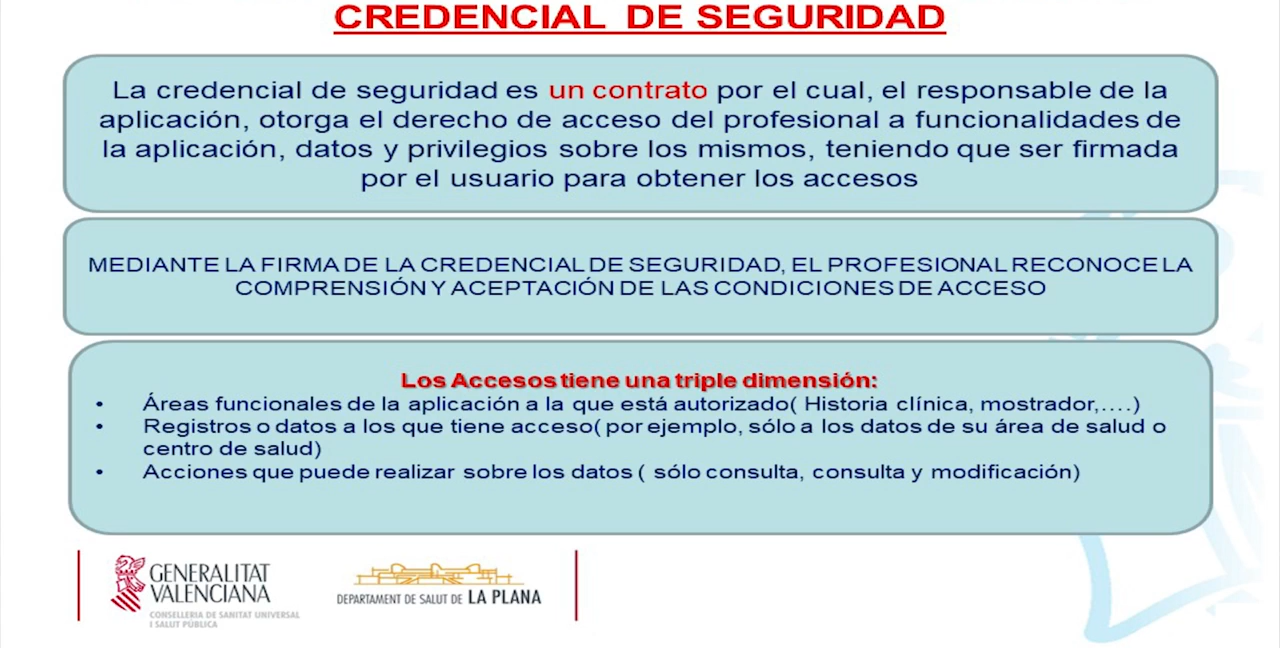 CREDENCIAL DE SEGURIDAD
La credencial de seguridad es un contrato por el cual, el responsable de la
aplicación, otorga el derecho de acceso del profesional a funcionalidades de
la aplicación, datos y privilegios sobre los mismos, teniendo que ser firmada
por el usuario para obtener los accesos
MEDIANTE LA FIRMA DE LA CREDENCIAL DE SEGURIDAD, EL PROFESIONAL RECONOCE LA
COMPRENSIÓN Y ACEPTACIÓN DE LAS CONDICIONES DE ACCESO
Los Accesos tiene una triple dimensión:
• Áreas funcionales de la aplicación a la que está autorizado( Historia clínica, mostrador,....)
• Registros o datos a los que tiene acceso( por ejemplo, sólo a los datos de su área de salud o
centro de salud)
• Acciones que puede realizar sobre los datos ( sólo consulta, consulta y modificación)
GENERALITAT
VALENCIANA
CONSELLERIA DE SANITAT UNIVERSAL
I SALUT PÚBLICA
DEPARTAMENT DE SALUT DE LA PLANA